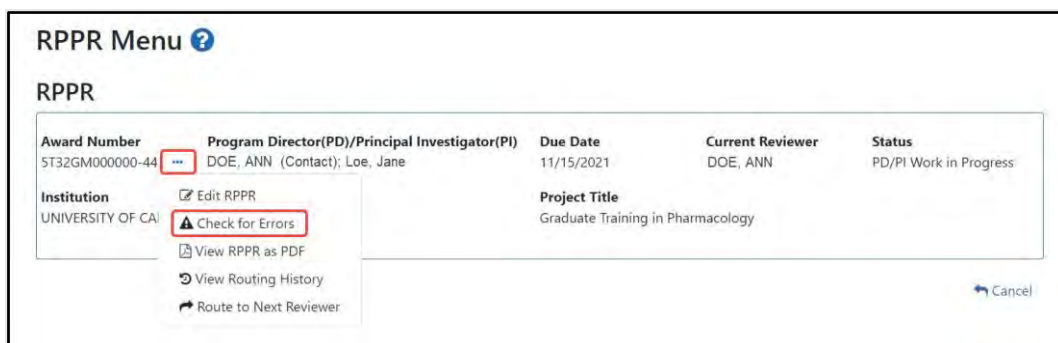 RPPR Menu ?
RPPR
Award Number Program Director(PD)/Principal Investigator(PI) Due Date Current Reviewer Status
5T32GM000000-44 ... DOE, ANN (Contact); Loe, Jane 11/15/2021 DOE, ANN PD/PI Work in Progress
Institution Project Title
UNIVERSITY OF CAL Graduate Training in Pharmacology
Edit RPPR
Check for Errors
View RPPR as PDF
View Routing History
Route to Next Reviewer
Cancel